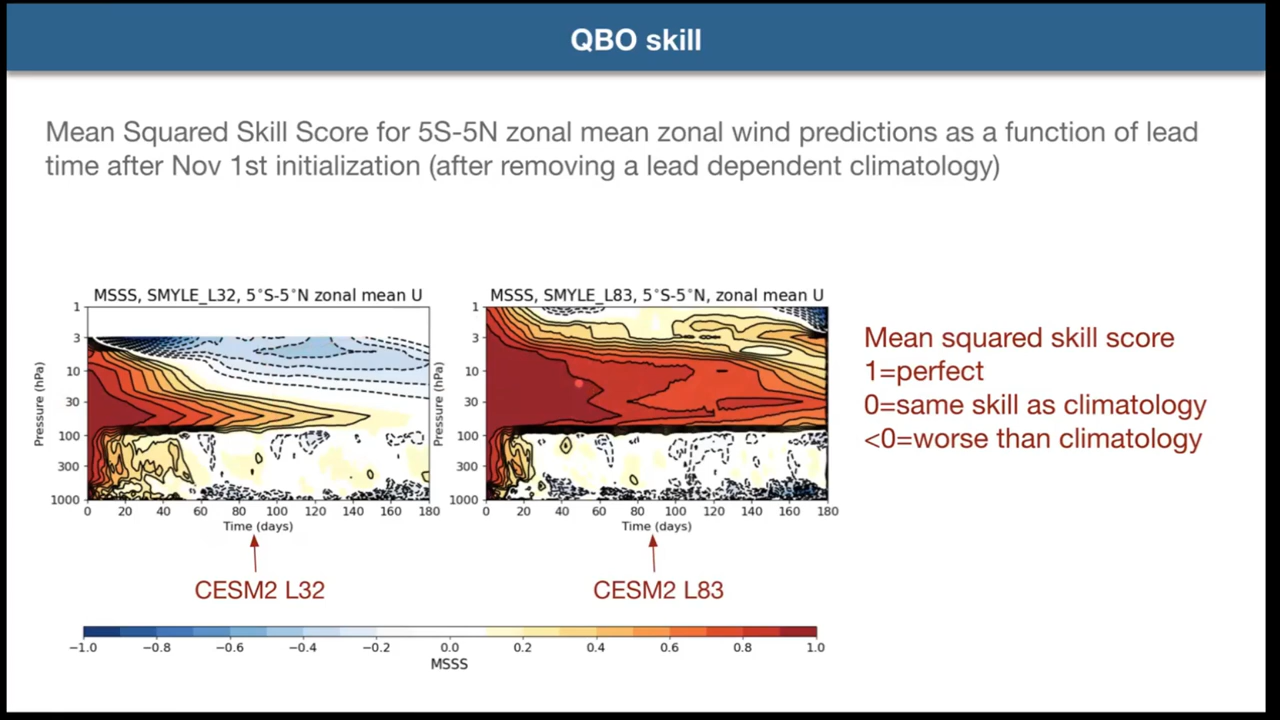 QBO skill
Mean Squared Skill Score for 5S-5N zonal mean zonal wind predictions as a function of lead
time after Nov 1st initialization (after removing a lead dependent climatology)
MSSS, SMYLE_L32, 5°S-5°N zonal mean U
1
3
10
30
100
300
1000
Pressure (hPa)
0 20 40 60 80 100 120 140 160 180
Time (days)
CESM2 L32
MSSS, SMYLE_L83, 5°S-5°N, zonal mean U
1
3
10
30
100
300
1000
Pressure (hPa)
0 20 40 60 80 100 120 140 160 180
Time (days)
CESM2 L83
Mean squared skill score
1=perfect
0=same skill as climatology
<0=worse than climatology
−1.0 −0.8 −0.6 −0.4 −0.2 0.0 0.2 0.4 0.6 0.8 1.0
MSSS